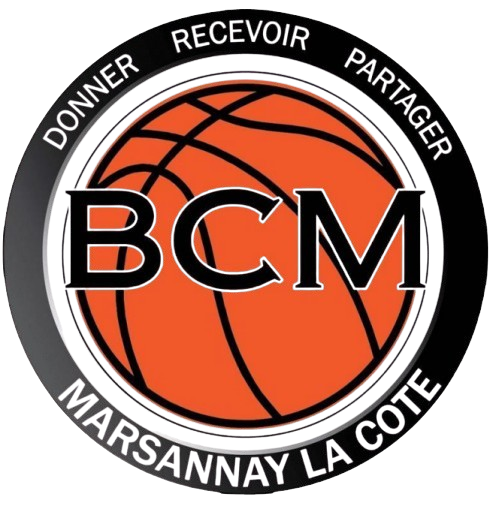 DONNER RECEVOIR PARTAGER
BCM
MARSANNAY LA COTE